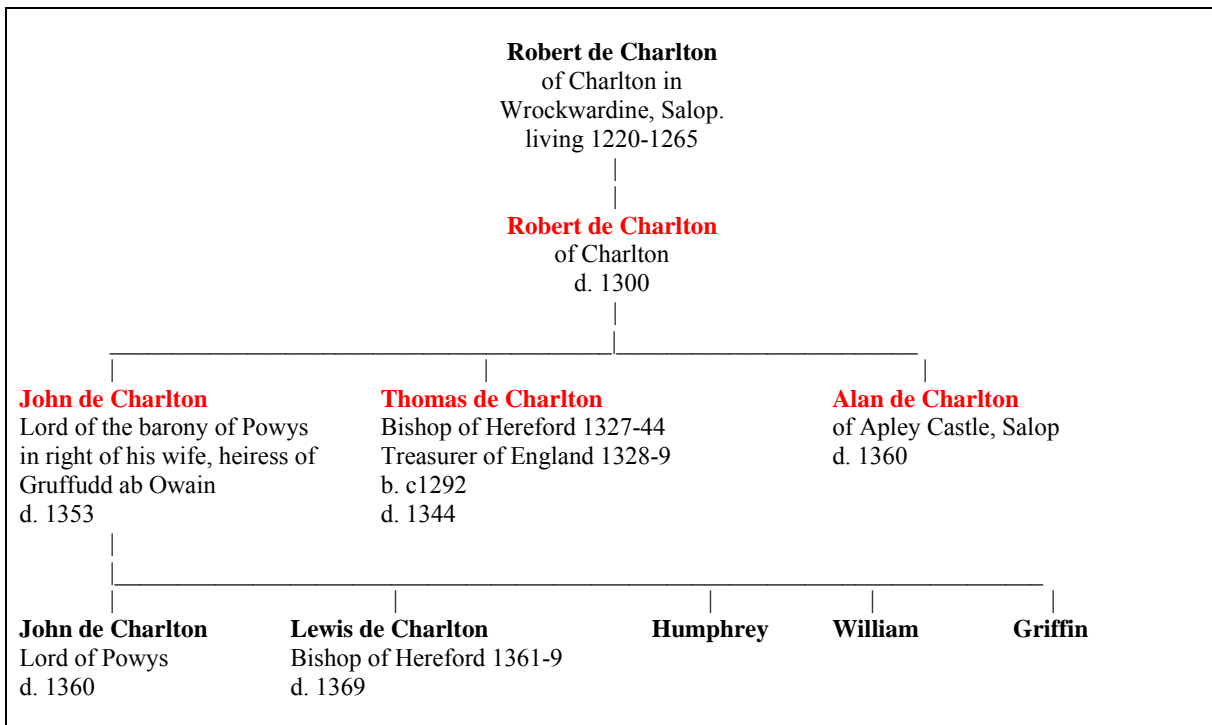 Robert de Charlton
of Charlton in
Wrockwardine, Salop.
living 1220-1265
Robert de Charlton
of Charlton
d. 1300
John de Charlton
Lord of the barony of Powys
in right of his wife, heiress of
Gruffudd ab Owain
d. 1353
Thomas de Charlton
Bishop of Hereford 1327-44
Treasurer of England 1328-9
b. c1292
d. 1344
Alan de Charlton
of Apley Castle, Salop
d. 1360
John de Charlton
Lord of Powys
d. 1360
Lewis de Charlton
Bishop of Hereford 1361-9
d. 1369
Humphrey
William
Griffin